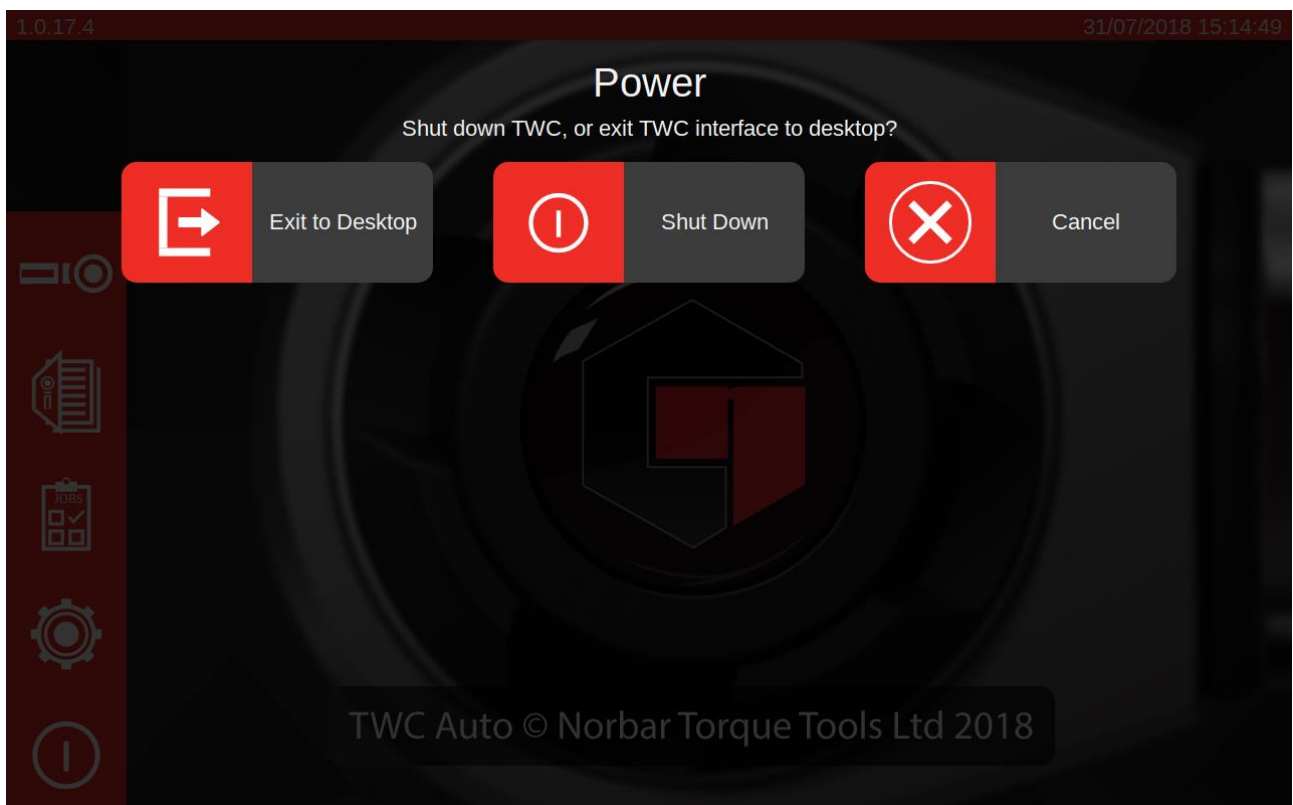 1.0.17.4 31/07/2018 15:14:49
Power
Shut down TWC, or exit TWC interface to desktop?
Exit to Desktop Shut Down Cancel
JOBS
TWC Auto © Norbar Torque Tools Ltd 2018